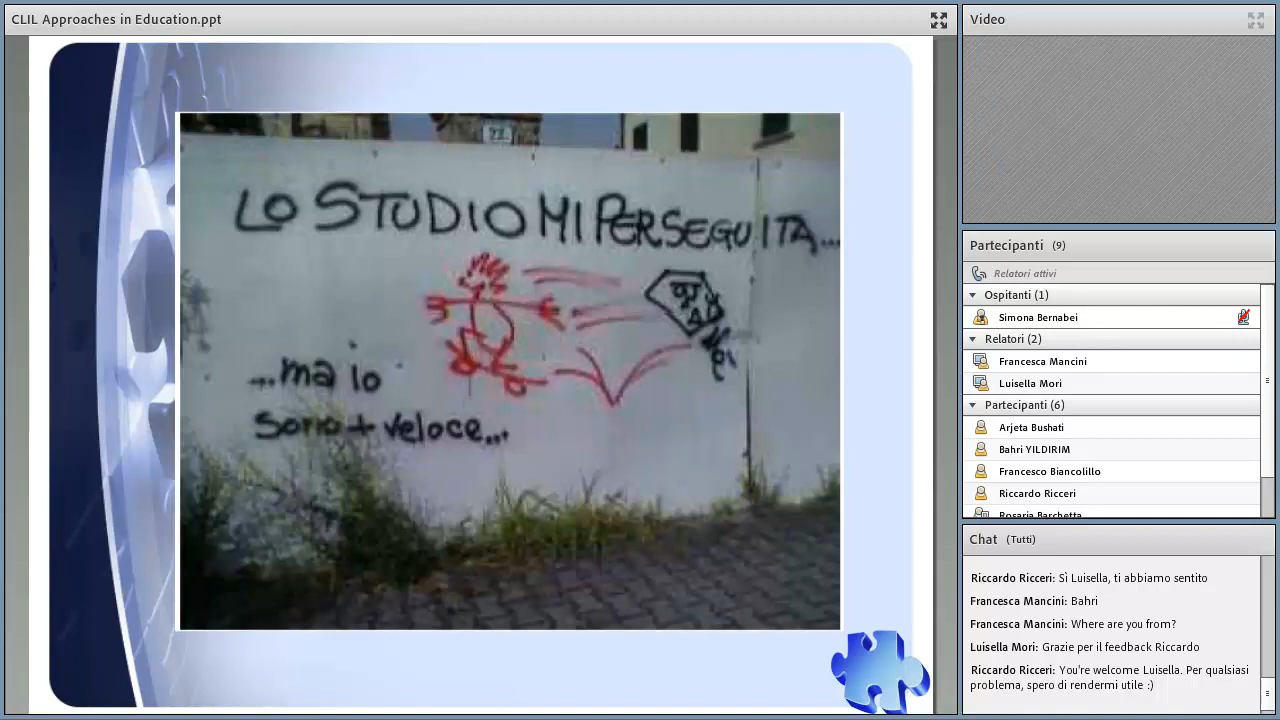 CLIL Approaches in Education.ppt
22
LO STUDIO MI PERSEGUITA...
...ma io
sono + veloce...
Video
Partecipanti (9)
Relatori attivi
Ospitanti (1)
Simona Bernabei
Relatori (2)
Francesca Mancini
Luisella Mori
Partecipanti (6)
Arjeta Bushati
Bahri YILDIRIM
Francesco Biancolillo
Riccardo Ricceri
Rosaria Barchetta
Chat (Tutti)
Riccardo Ricceri: Sì Luisella, ti abbiamo sentito
Francesca Mancini: Bahri
Francesca Mancini: Where are you from?
Luisella Mori: Grazie per il feedback Riccardo
Riccardo Ricceri: You're welcome Luisella. Per qualsiasi
problema, spero di rendermi utile :)